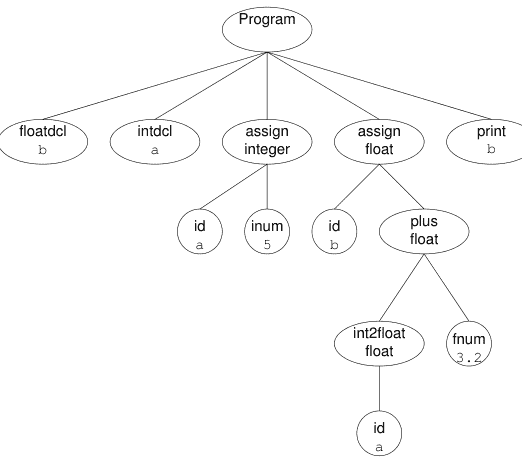 Program
floatdcl
b
intdcl
a
assign
integer
assign
float
print
b
id
a
inum
5
id
b
plus
float
int2float
float
fnum
3.2
id
a